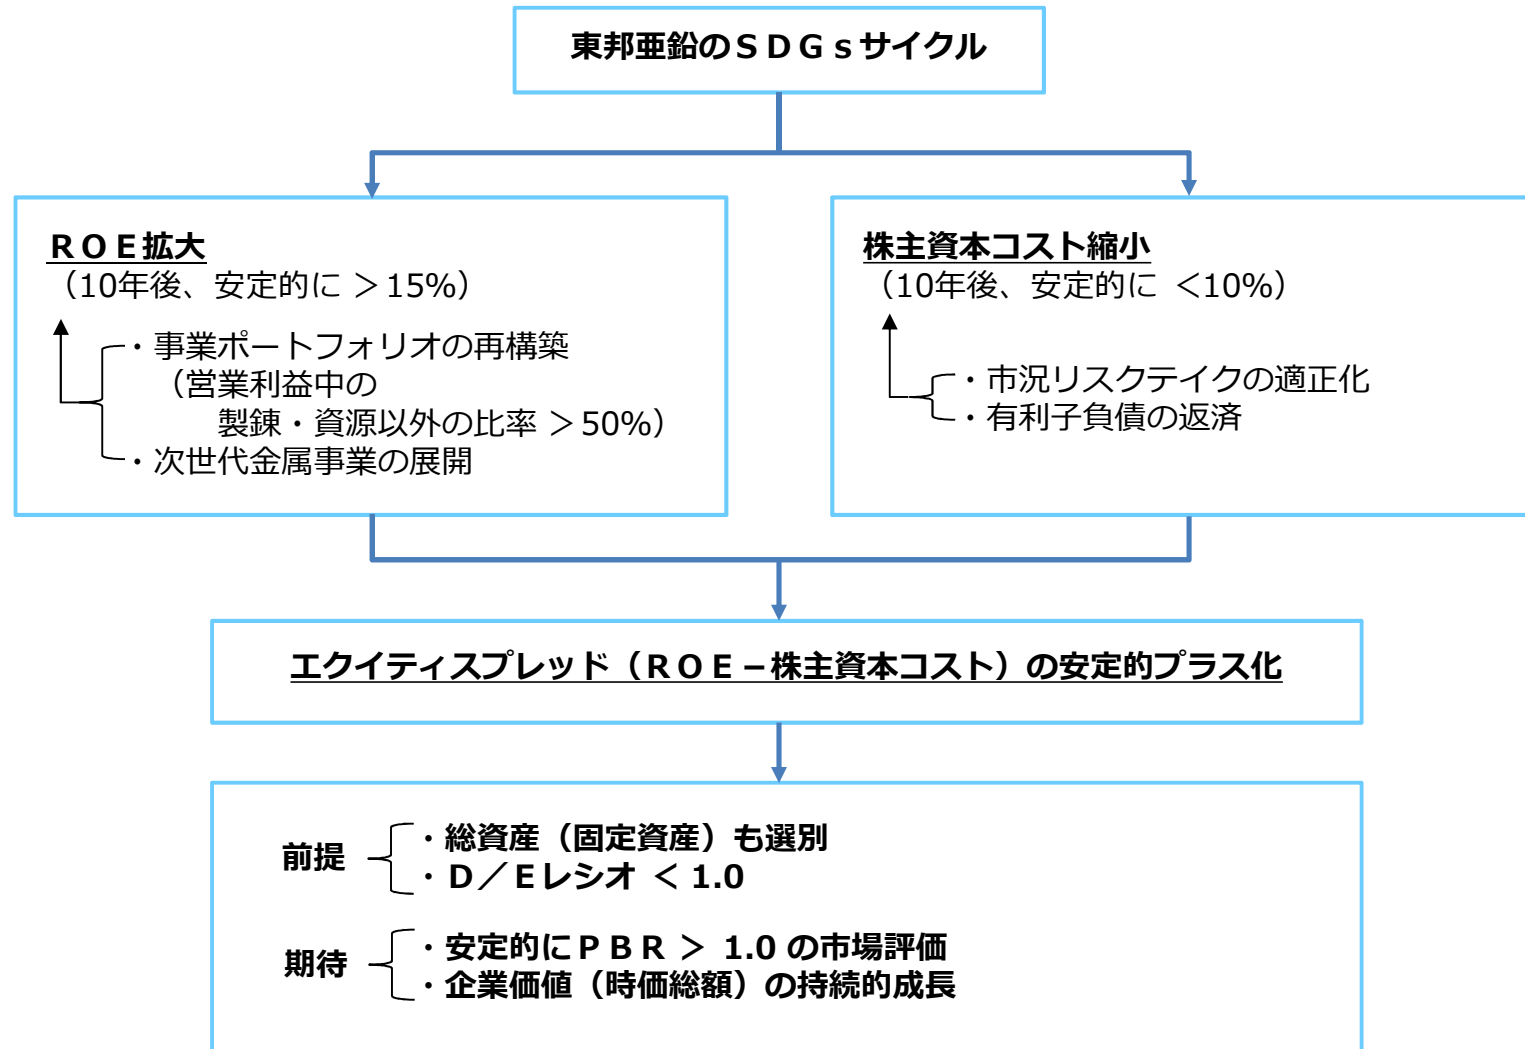 東邦亜鉛のＳＤＧｓサイクル
ＲＯＥ拡大
（10年後、安定的に ＞15%）
・事業ポートフォリオの再構築
（営業利益中の
製錬・資源以外の比率 ＞50%）
・次世代金属事業の展開
株主資本コスト縮小
（10年後、安定的に ＜10%）
・市況リスクテイクの適正化
・有利子負債の返済
エクイティスプレッド（ＲＯＥ－株主資本コスト）の安定的プラス化
前提
・総資産（固定資産）も選別
・Ｄ／Ｅレシオ ＜ 1.0
期待
・安定的にＰＢＲ ＞ 1.0 の市場評価
・企業価値（時価総額）の持続的成長